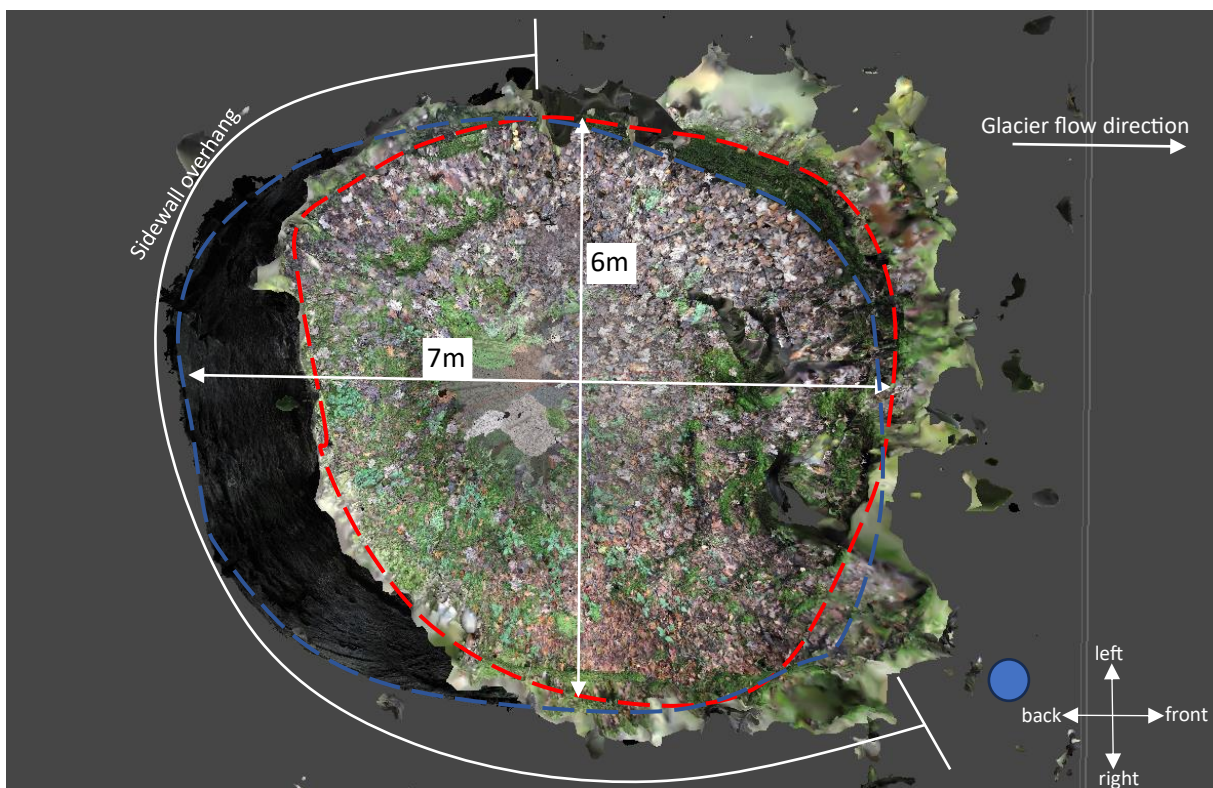 Glacier flow direction
Sidewall overhang
6m
7m
left
back
front
right